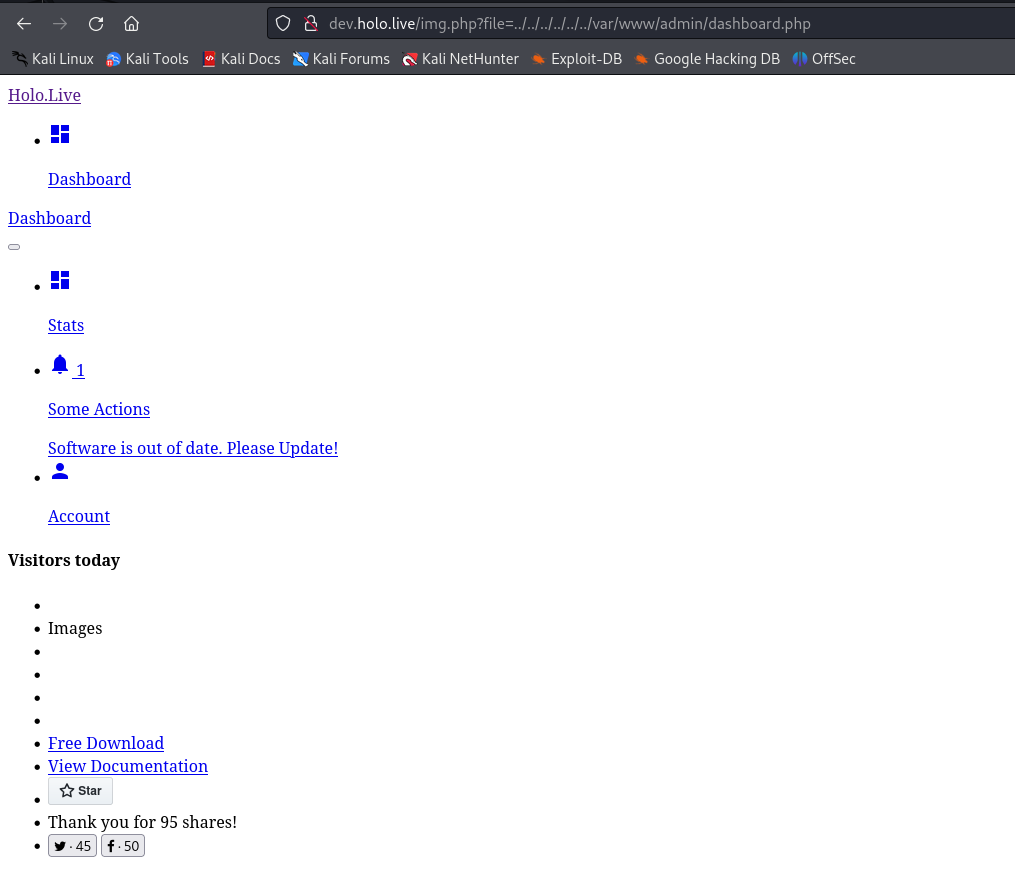 dev.holo.live/img.php?file=../../../../../../var/www/admin/dashboard.php
Kali Linux Kali Tools Kali Docs Kali Forums Kali NetHunter Exploit-DB Google Hacking DB OffSec
Holo.Live
Dashboard
Dashboard
Stats
1
Some Actions
Software is out of date. Please Update!
Account
Visitors today
Images
Free Download
View Documentation
Star
Thank you for 95 shares!
· 45 · 50